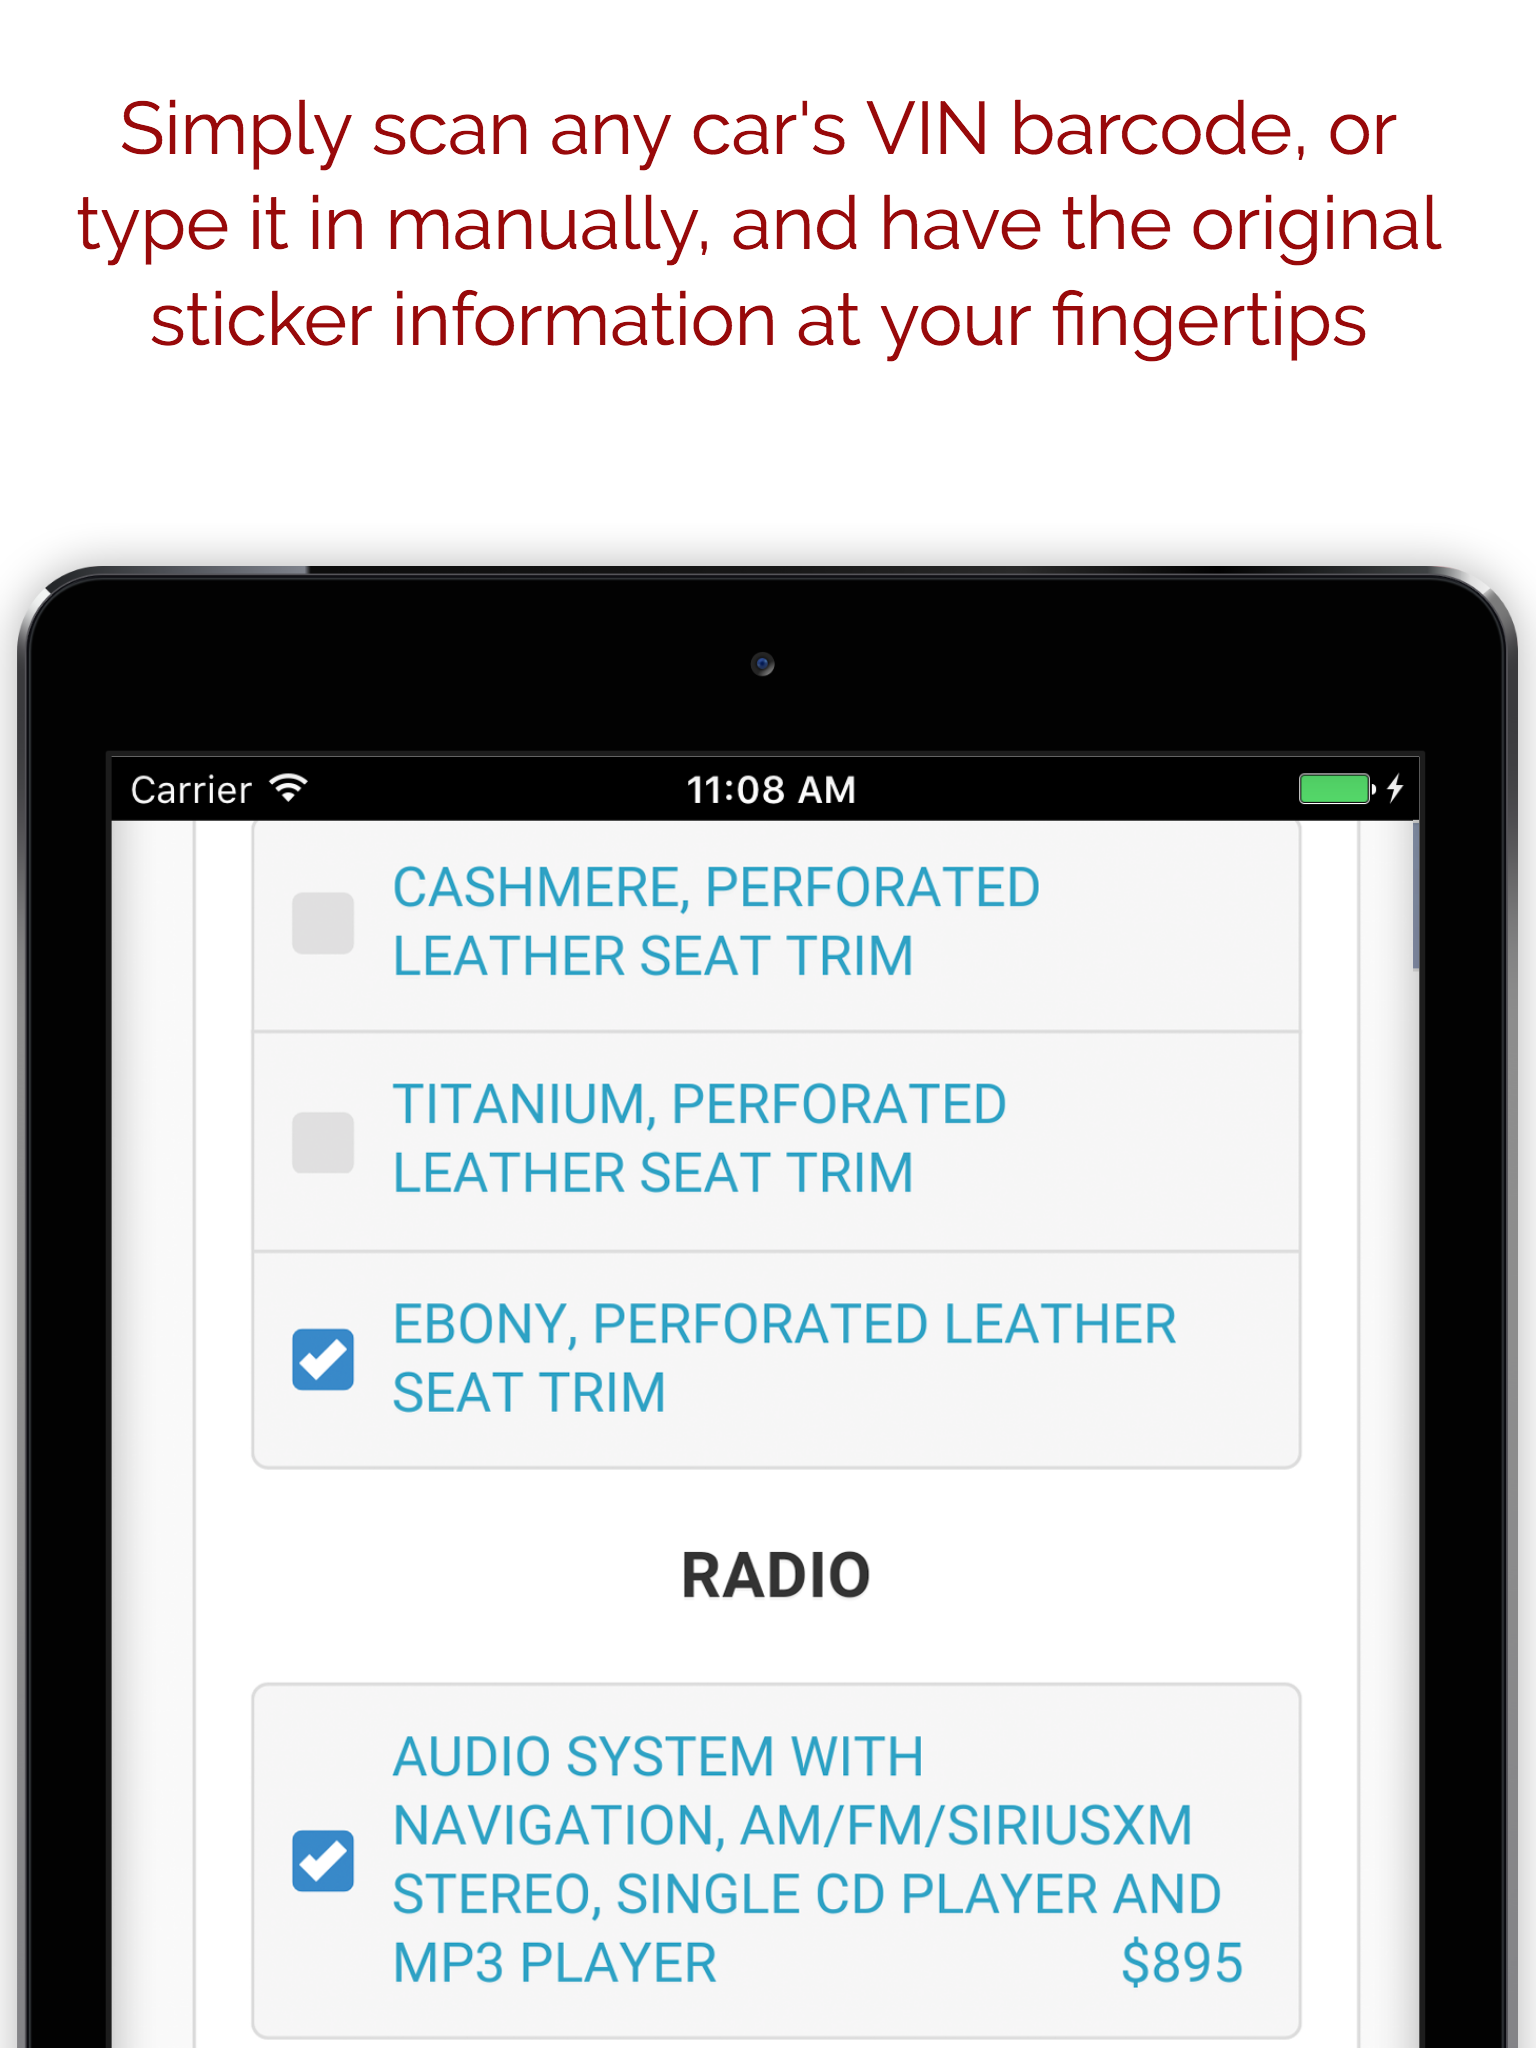 Simply scan any car's VIN barcode, or
type it in manually, and have the original
sticker information at your fingertips
Carrier 11:08 AM
CASHMERE, PERFORATED
LEATHER SEAT TRIM
TITANIUM, PERFORATED
LEATHER SEAT TRIM
EBONY, PERFORATED LEATHER
SEAT TRIM
RADIO
AUDIO SYSTEM WITH
NAVIGATION, AM/FM/SIRIUSXM
STEREO, SINGLE CD PLAYER AND
MP3 PLAYER $895